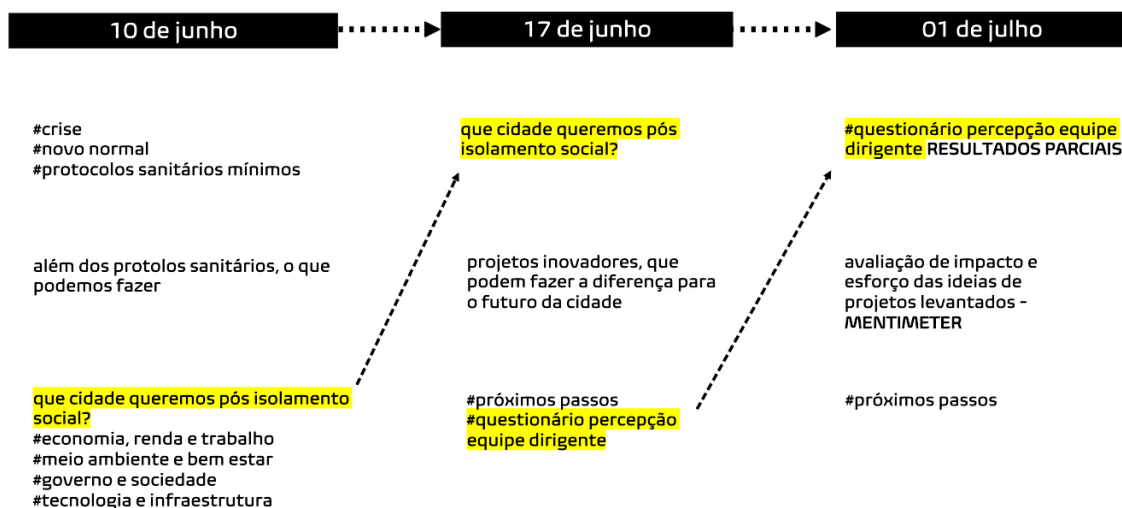 10 de junho
17 de junho
01 de julho
#crise
#novo normal
#protocolos sanitários mínimos
além dos protolos sanitários, o que
podemos fazer
que cidade queremos pós isolamento
social?
#economia, renda e trabalho
#meio ambiente e bem estar
#governo e sociedade
#tecnologia e infraestrutura
que cidade queremos pós
isolamento social?
projetos inovadores, que
podem fazer a diferença para
o futuro da cidade
#próximos passos
#questionário percepção
equipe dirigente
#questionário percepção equipe
dirigente RESULTADOS PARCIAIS
avaliação de impacto e
esforço das ideias de
projetos levantados -
MENTIMETER
#próximos passos